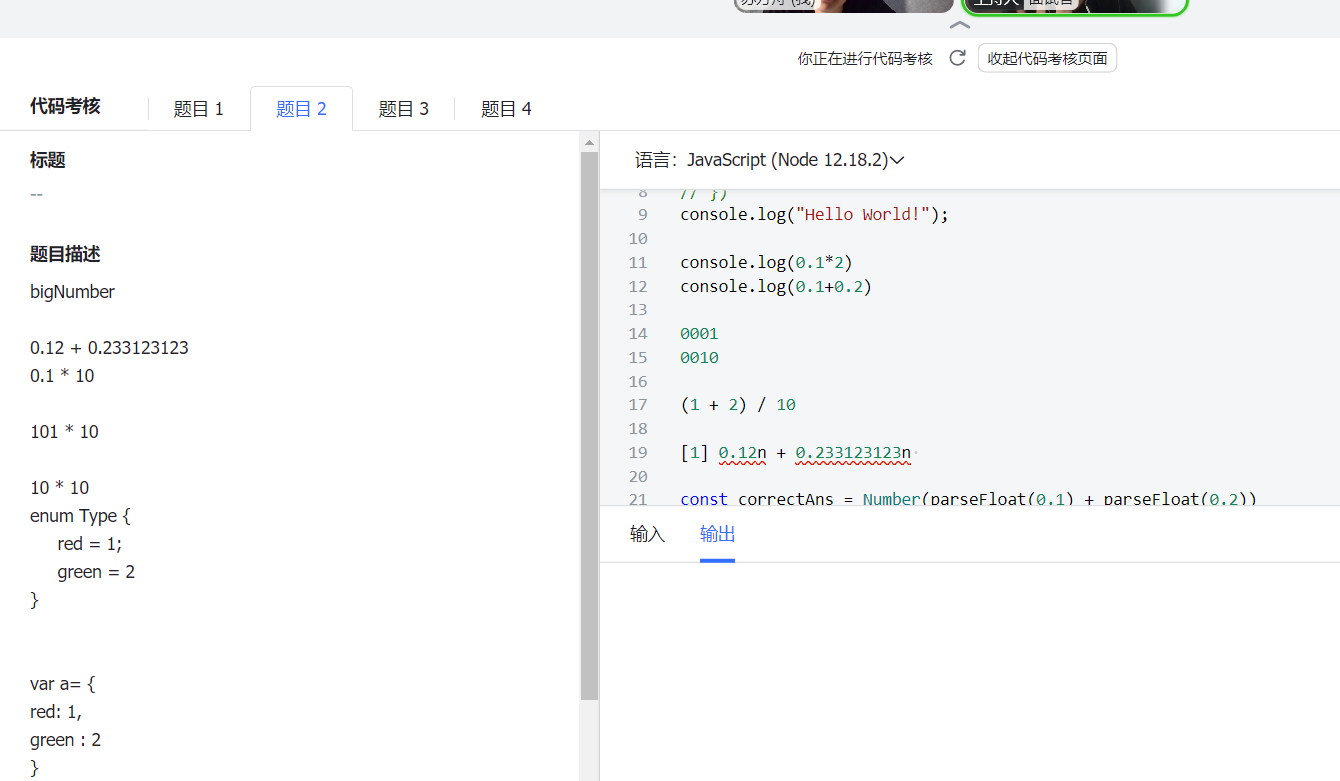 你正在进行代码考核
收起代码考核页面
代码考核
题目 1
题目 2
题目 3
题目 4
标题
--
题目描述
bigNumber
0.12 + 0.233123123
0.1 * 10
101 * 10
10 * 10
enum Type {
red = 1;
green = 2
}
var a= {
red: 1,
green : 2
}
语言：JavaScript (Node 12.18.2)
8 // })
9 console.log("Hello World!");
10
11 console.log(0.1*2)
12 console.log(0.1+0.2)
13
14 0001
15 0010
16
17 (1 + 2) / 10
18
19 [1] 0.12n + 0.233123123n
20
21 const correctAns = Number(parseFloat(0.1) + parseFloat(0.2))
输入
输出